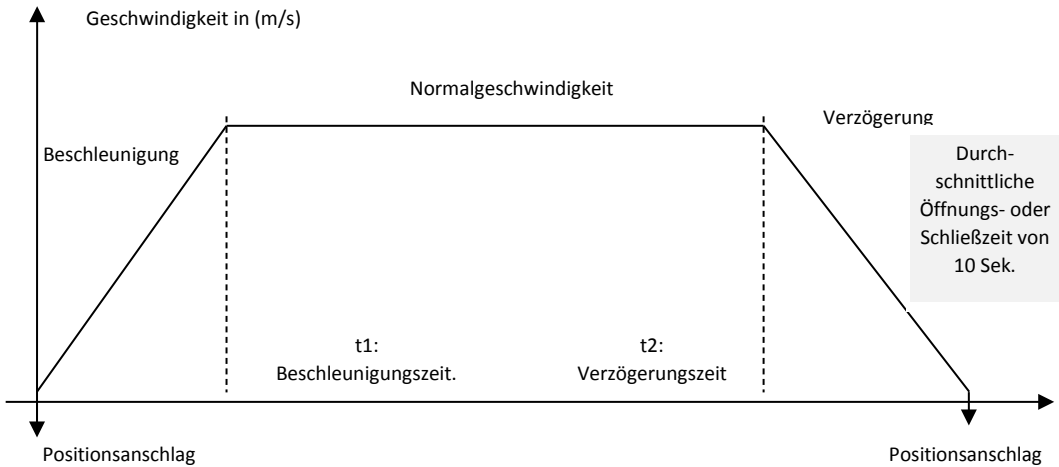 Geschwindigkeit in (m/s)
Normalgeschwindigkeit
Verzögerung
Beschleunigung
Durch-
schnittliche
Öffnungs- oder
Schließzeit von
10 Sek.
t1:
Beschleunigungszeit.
t2:
Verzögerungszeit
Positionsanschlag
Positionsanschlag